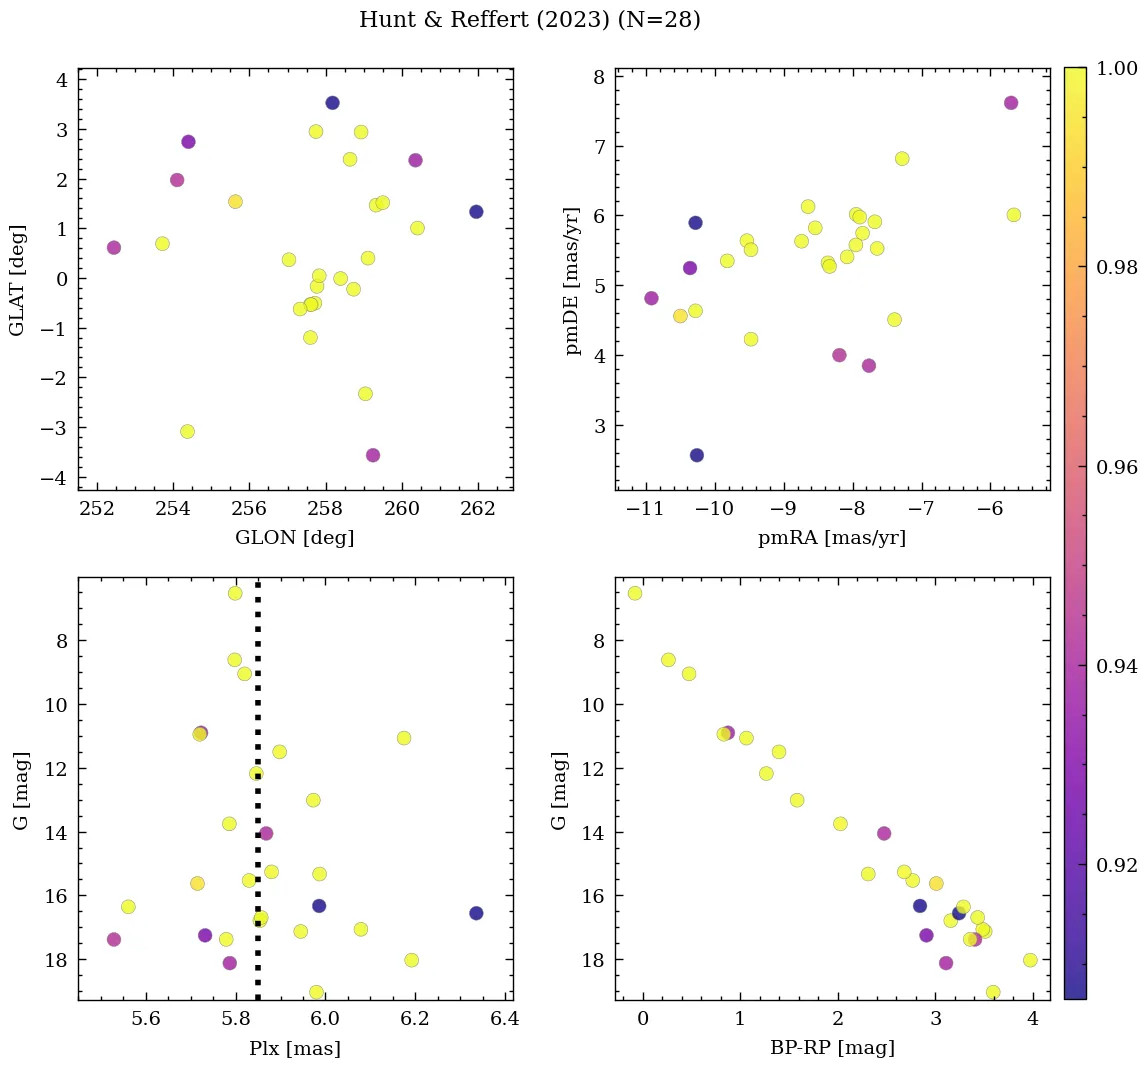 Hunt & Reffert (2023) (N=28)
4
3
2
1
0
−1
−2
−3
−4
GLAT [deg]
252 254 256 258 260 262
GLON [deg]
8
7
6
5
4
3
pmDE [mas/yr]
−11 −10 −9 −8 −7 −6
pmRA [mas/yr]
1.00
0.98
0.96
0.94
0.92
8
10
12
14
16
18
G [mag]
5.6 5.8 6.0 6.2 6.4
Plx [mas]
8
10
12
14
16
18
G [mag]
0 1 2 3 4
BP-RP [mag]